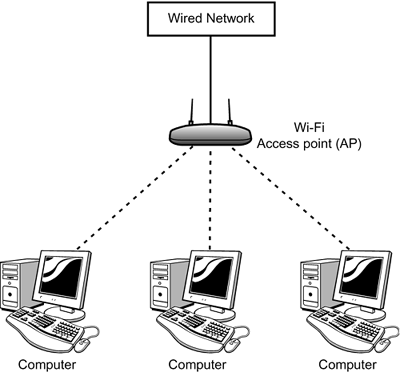 Wired Network
Wi-Fi
Access point (AP)
Computer
Computer
Computer